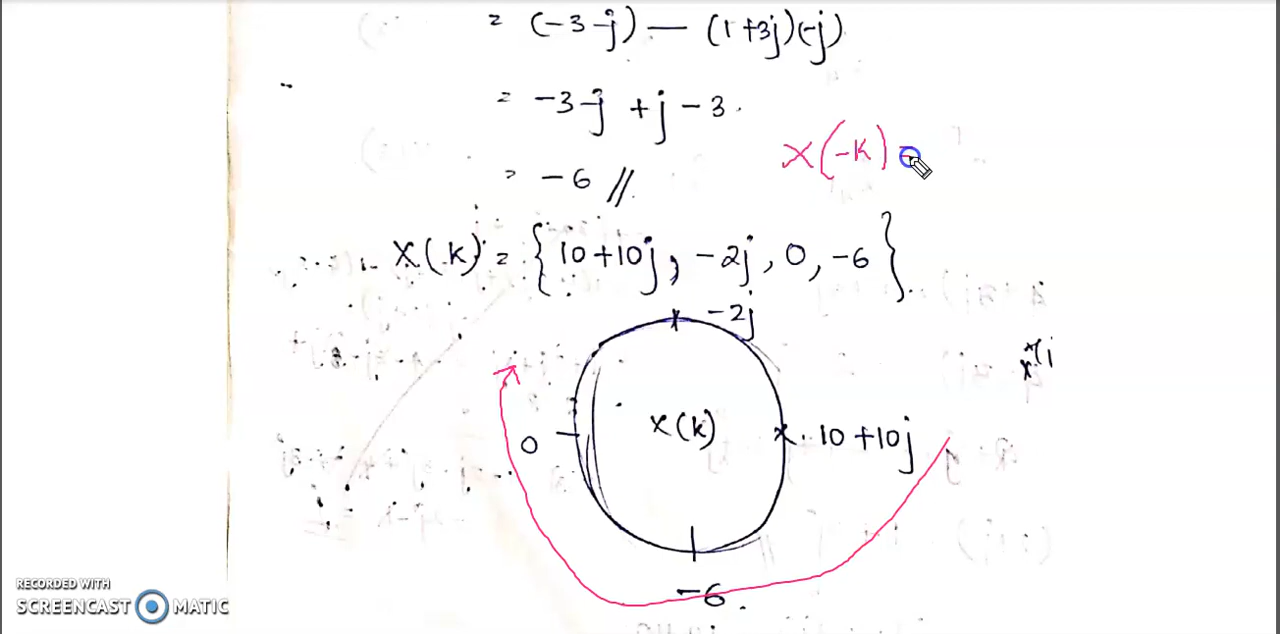 = (-3-j) — (1+3j)(-j)
= -3-j +j -3.
X(-k) =
= -6 //
∴ X(k) = {10+10j, -2j, 0, -6}
-2j
X(k)
0
10+10j
-6
RECORDED WITH
SCREENCAST MATIC